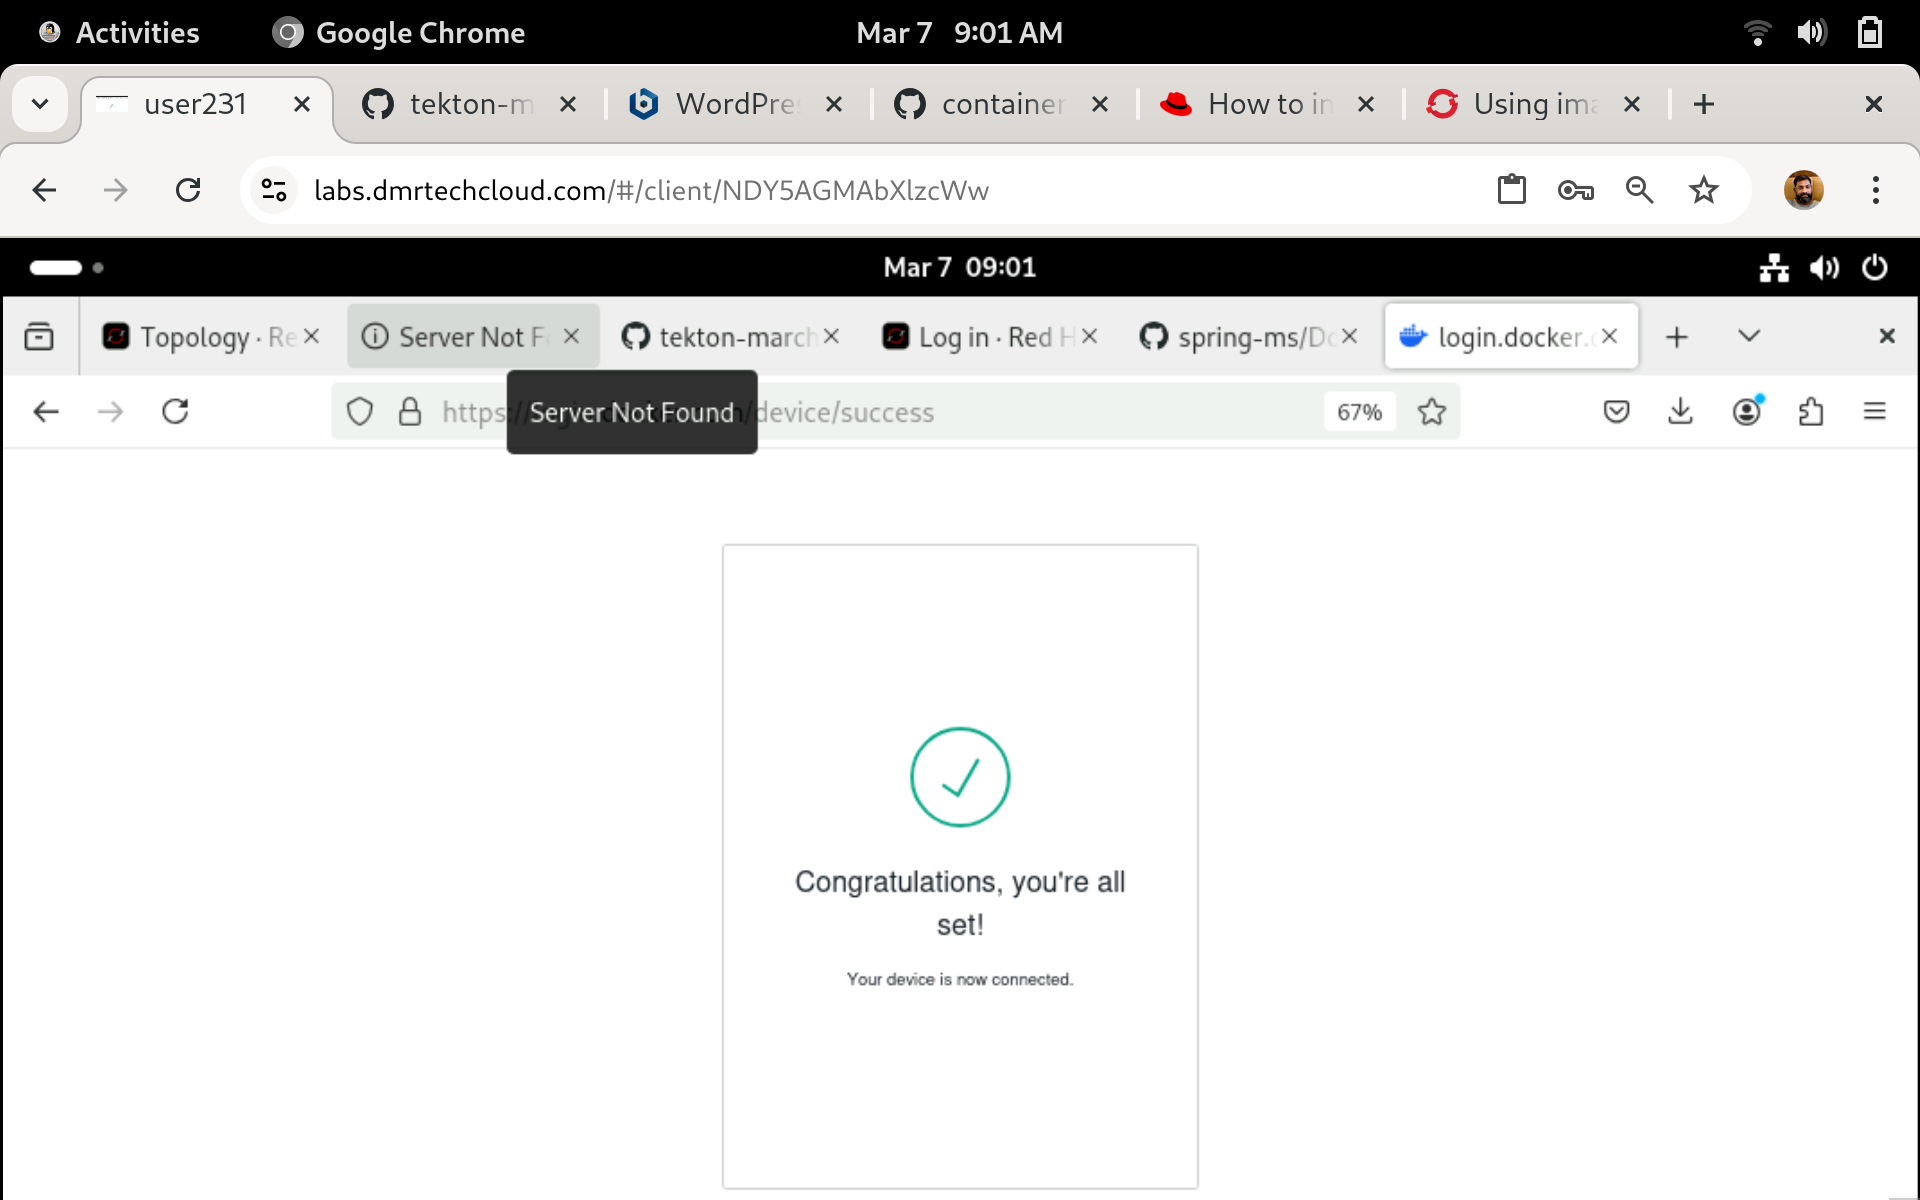 Activities
Google Chrome
Mar 7 9:01 AM
user231
tekton-m
WordPres
container
How to in
Using ima
labs.dmrtechcloud.com/#/client/NDY5AGMAbXlzcWw
Mar 7 09:01
Topology · Re
Server Not F
tekton-march
Log in · Red H
spring-ms/Do
login.docker.c
https:/
Server Not Found
/device/success
67%
Congratulations, you're all
set!
Your device is now connected.